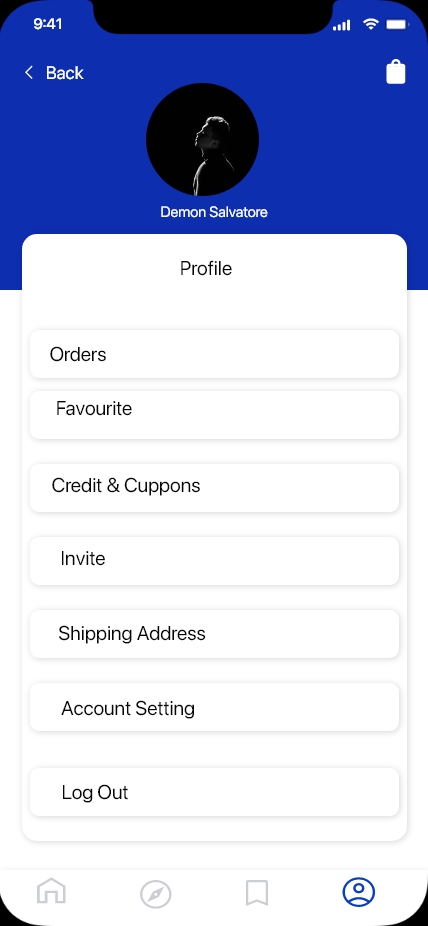 9:41
Back
Demon Salvatore
Profile
Orders
Favourite
Credit & Cuppons
Invite
Shipping Address
Account Setting
Log Out